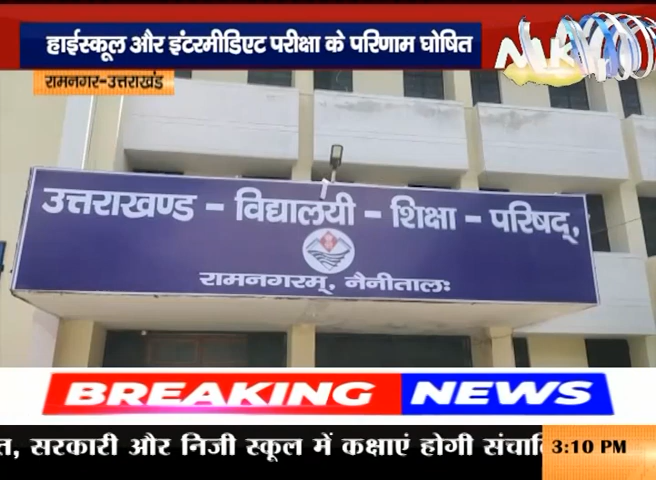 हाईस्कूल और इंटरमीडिएट परीक्षा के परिणाम घोषित
रामनगर-उत्तराखंड
उत्तराखण्ड - विद्यालयी - शिक्षा - परिषद्,
रामनगरम्, नैनीतालः
BREAKING NEWS
सरकारी और निजी स्कूल में कक्षाएं होगी
3:10 PM